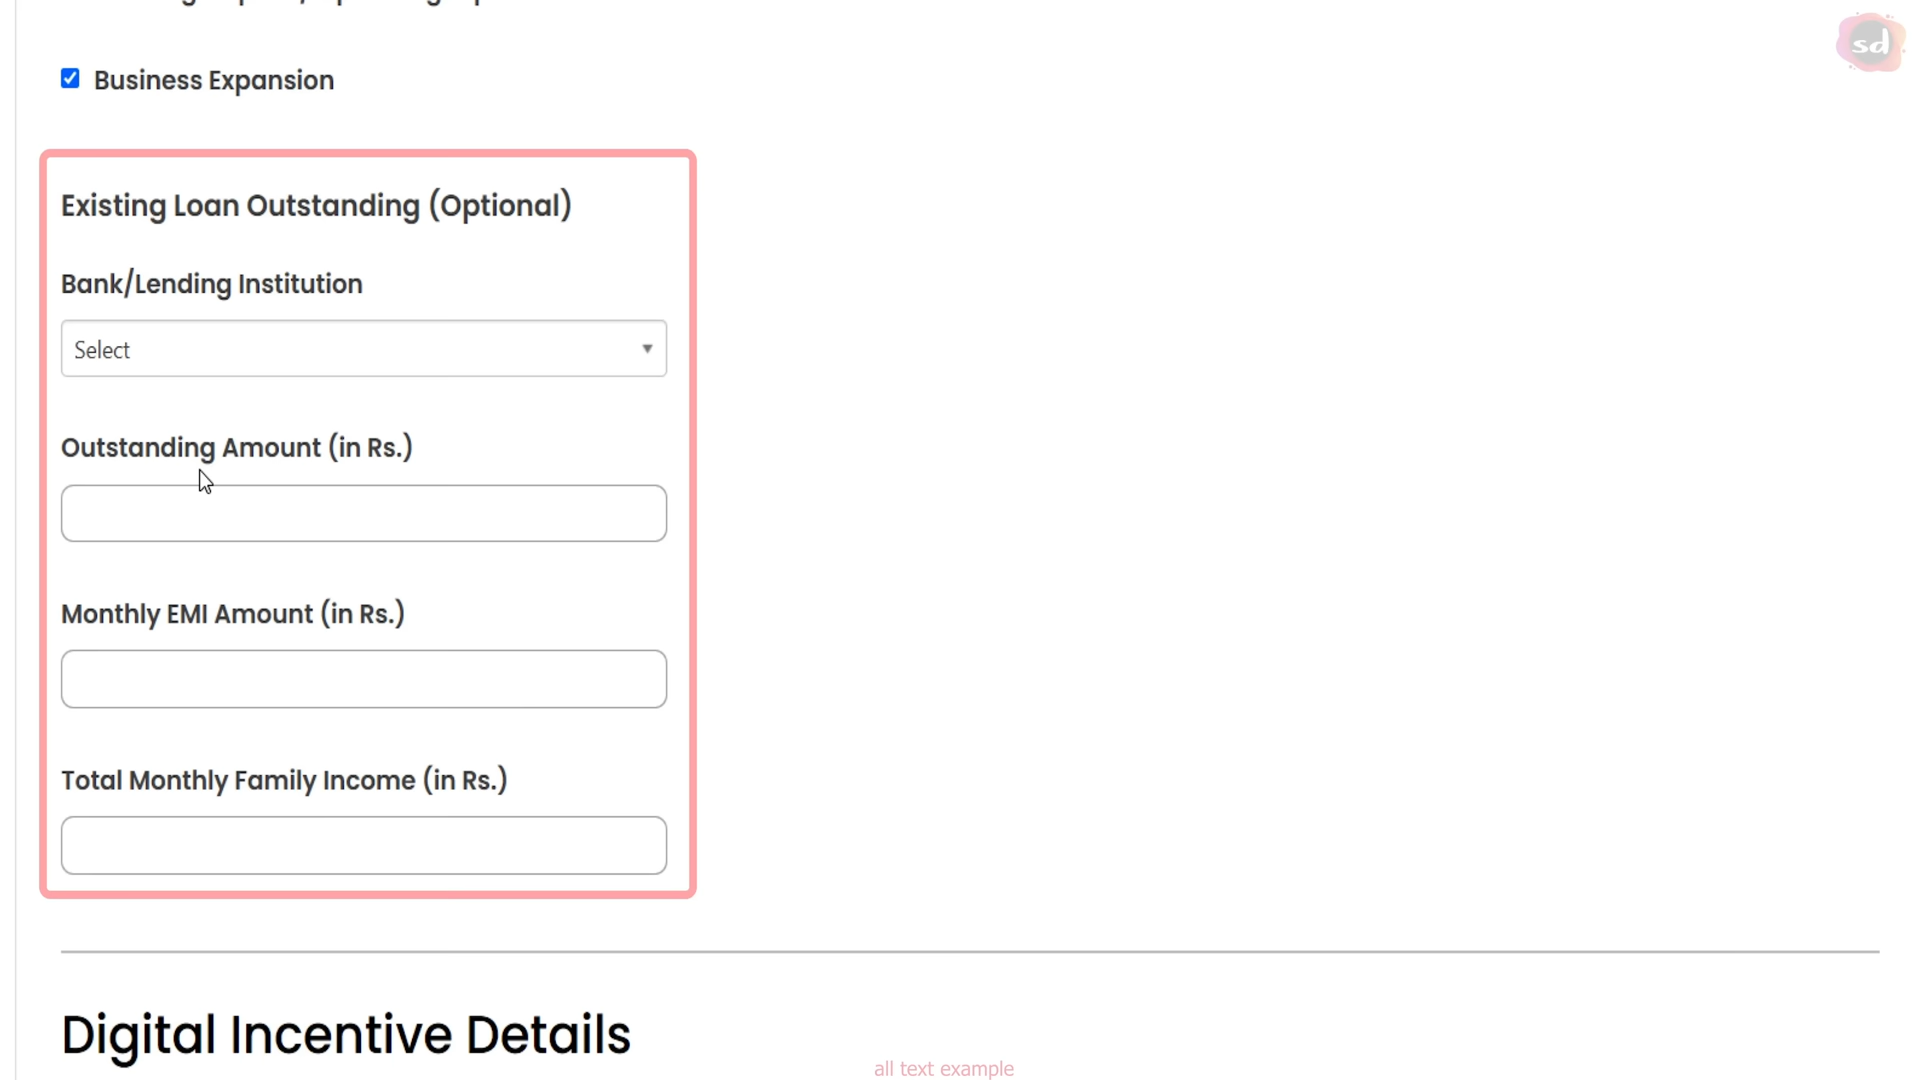 Business Expansion
Existing Loan Outstanding (Optional)
Bank/Lending Institution
Select
Outstanding Amount (in Rs.)
Monthly EMI Amount (in Rs.)
Total Monthly Family Income (in Rs.)
Digital Incentive Details
sd
all text example